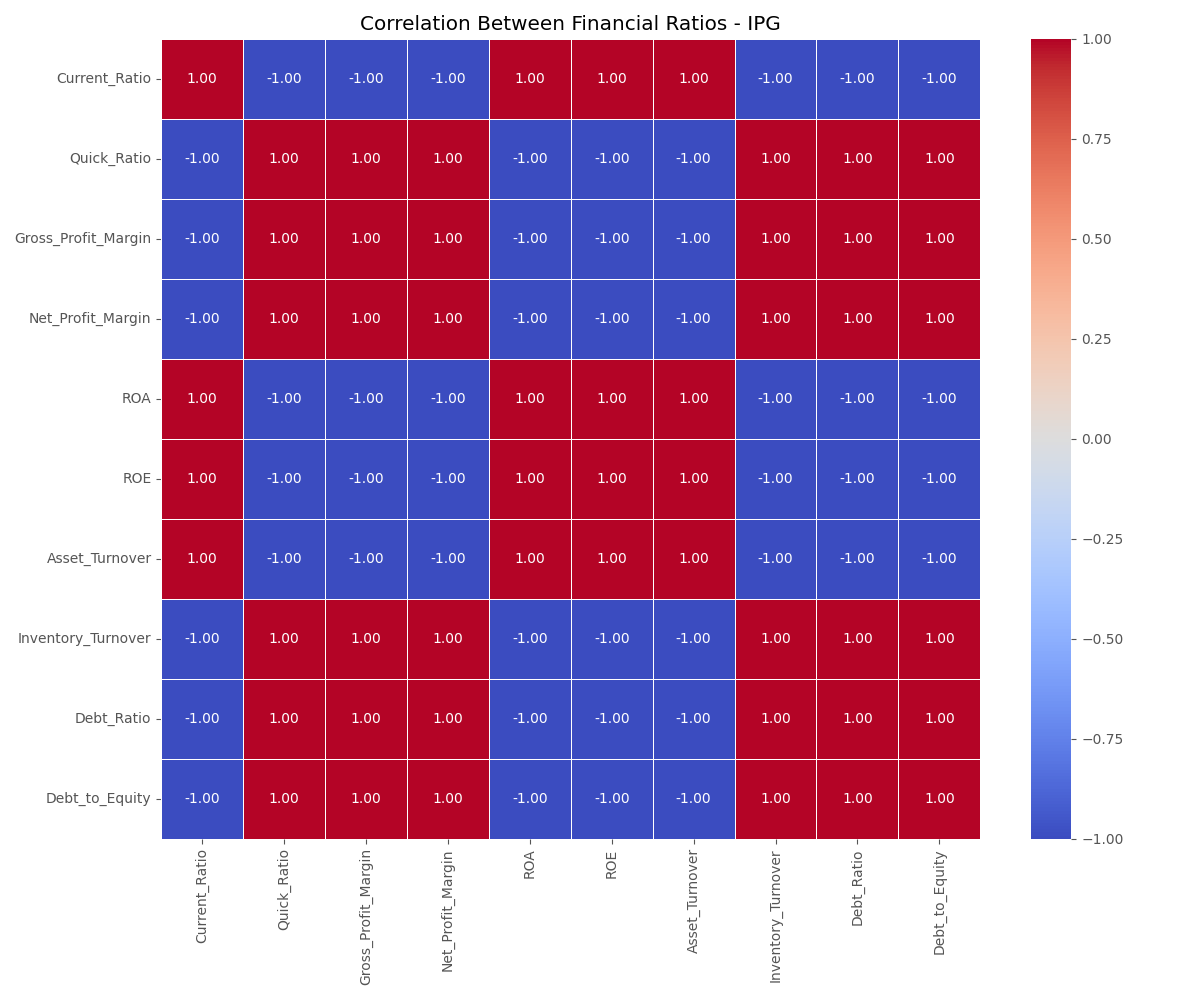 Correlation Between Financial Ratios - IPG
Current_Ratio 1.00 -1.00 -1.00 -1.00 1.00 1.00 1.00 -1.00 -1.00 -1.00
Quick_Ratio -1.00 1.00 1.00 1.00 -1.00 -1.00 -1.00 1.00 1.00 1.00
Gross_Profit_Margin -1.00 1.00 1.00 1.00 -1.00 -1.00 -1.00 1.00 1.00 1.00
Net_Profit_Margin -1.00 1.00 1.00 1.00 -1.00 -1.00 -1.00 1.00 1.00 1.00
ROA 1.00 -1.00 -1.00 -1.00 1.00 1.00 1.00 -1.00 -1.00 -1.00
ROE 1.00 -1.00 -1.00 -1.00 1.00 1.00 1.00 -1.00 -1.00 -1.00
Asset_Turnover 1.00 -1.00 -1.00 -1.00 1.00 1.00 1.00 -1.00 -1.00 -1.00
Inventory_Turnover -1.00 1.00 1.00 1.00 -1.00 -1.00 -1.00 1.00 1.00 1.00
Debt_Ratio -1.00 1.00 1.00 1.00 -1.00 -1.00 -1.00 1.00 1.00 1.00
Debt_to_Equity -1.00 1.00 1.00 1.00 -1.00 -1.00 -1.00 1.00 1.00 1.00
Current_Ratio
Quick_Ratio
Gross_Profit_Margin
Net_Profit_Margin
ROA
ROE
Asset_Turnover
Inventory_Turnover
Debt_Ratio
Debt_to_Equity
1.00
0.75
0.50
0.25
0.00
−0.25
−0.50
−0.75
−1.00